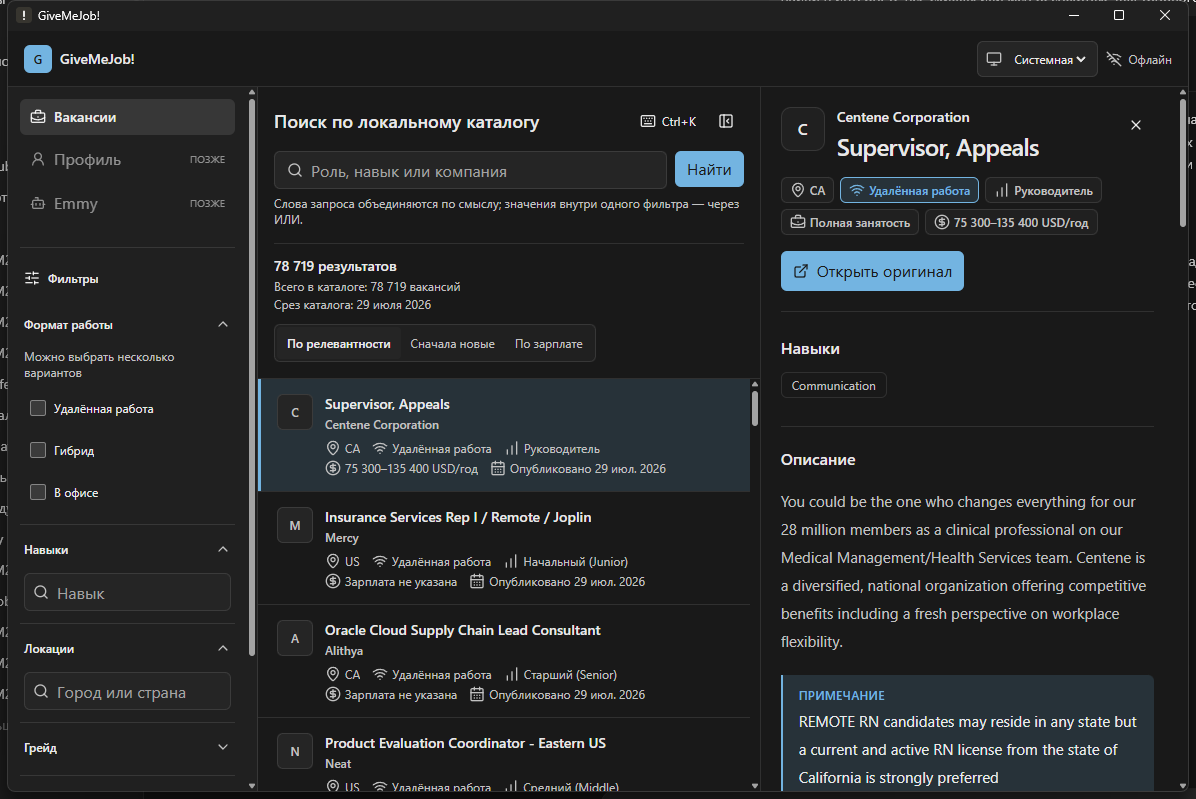 GiveMeJob!
G
GiveMeJob!
Системная
Офлайн
Вакансии
Профиль
ПОЗЖЕ
Emmy
ПОЗЖЕ
Фильтры
Формат работы
Можно выбрать несколько
вариантов
Удалённая работа
Гибрид
В офисе
Навыки
Навык
Локации
Город или страна
Грейд
Поиск по локальному каталогу
Ctrl+K
Роль, навык или компания
Найти
Слова запроса объединяются по смыслу; значения внутри одного фильтра — через
ИЛИ.
78 719 результатов
Всего в каталоге: 78 719 вакансий
Срез каталога: 29 июля 2026
По релевантности
Сначала новые
По зарплате
C
Supervisor, Appeals
Centene Corporation
CA Удалённая работа Руководитель
75 300–135 400 USD/год Опубликовано 29 июл. 2026
M
Insurance Services Rep I / Remote / Joplin
Mercy
US Удалённая работа Начальный (Junior)
Зарплата не указана Опубликовано 29 июл. 2026
A
Oracle Cloud Supply Chain Lead Consultant
Alithya
CA Удалённая работа Старший (Senior)
Зарплата не указана Опубликовано 29 июл. 2026
N
Product Evaluation Coordinator - Eastern US
Neat
US Удалённая работа Средний (Middle)
C
Centene Corporation
Supervisor, Appeals
CA
Удалённая работа
Руководитель
Полная занятость
75 300–135 400 USD/год
Открыть оригинал
Навыки
Communication
Описание
You could be the one who changes everything for our
28 million members as a clinical professional on our
Medical Management/Health Services team. Centene is
a diversified, national organization offering competitive
benefits including a fresh perspective on workplace
flexibility.
ПРИМЕЧАНИЕ
REMOTE RN candidates may reside in any state but
a current and active RN license from the state of
California is strongly preferred